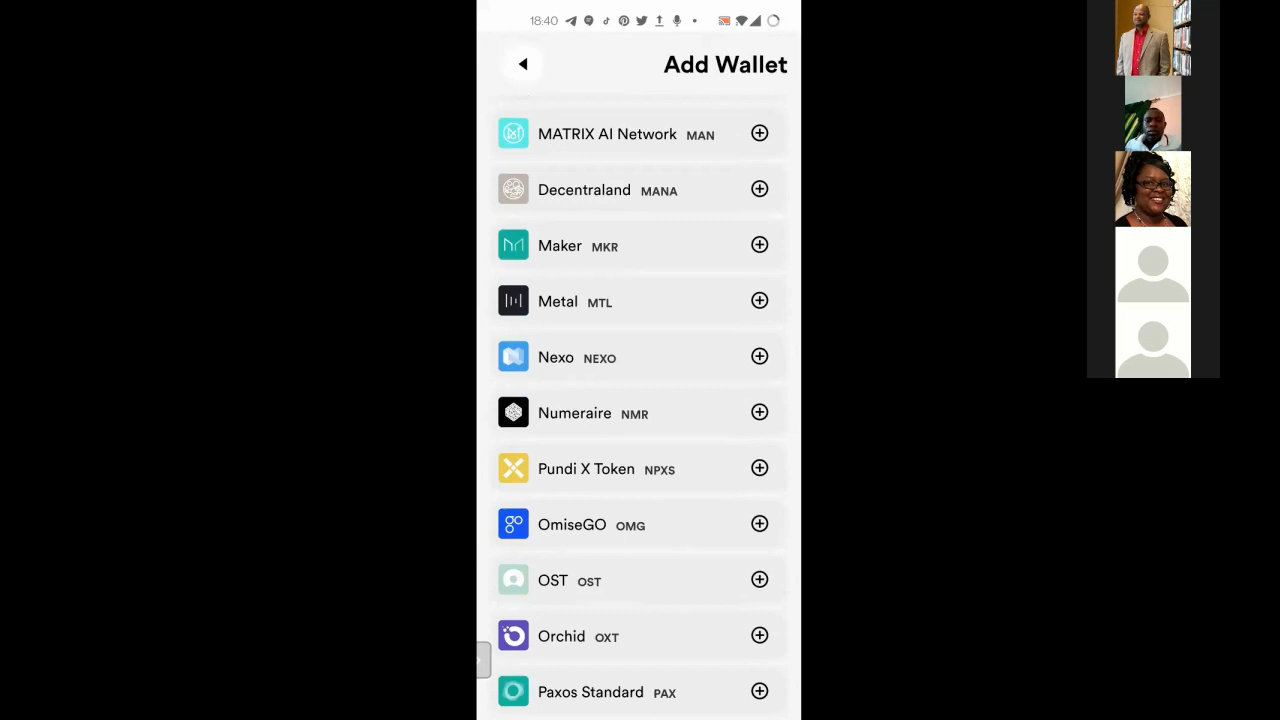 18:40
Add Wallet
MATRIX AI Network MAN
Decentraland MANA
Maker MKR
Metal MTL
Nexo NEXO
Numeraire NMR
Pundi X Token NPXS
OmiseGO OMG
OST OST
Orchid OXT
Paxos Standard PAX